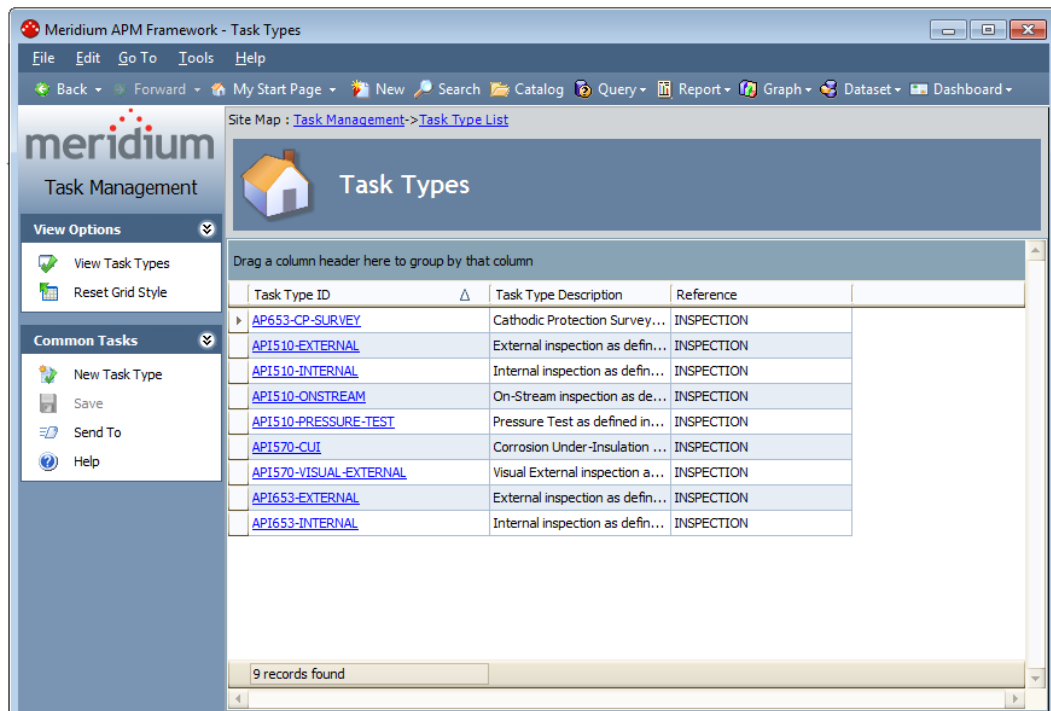 Meridium APM Framework - Task Types
File Edit Go To Tools Help
Back Forward My Start Page New Search Catalog Query Report Graph Dataset Dashboard
meridium
Task Management
View Options
View Task Types
Reset Grid Style
Common Tasks
New Task Type
Save
Send To
Help
Site Map : Task Management->Task Type List
Task Types
Drag a column header here to group by that column
Task Type ID Task Type Description Reference
AP653-CP-SURVEY Cathodic Protection Survey... INSPECTION
API510-EXTERNAL External inspection as defin... INSPECTION
API510-INTERNAL Internal inspection as defin... INSPECTION
API510-ONSTREAM On-Stream inspection as de... INSPECTION
API510-PRESSURE-TEST Pressure Test as defined in... INSPECTION
API570-CUI Corrosion Under-Insulation ... INSPECTION
API570-VISUAL-EXTERNAL Visual External inspection a... INSPECTION
API653-EXTERNAL External inspection as defin... INSPECTION
API653-INTERNAL Internal inspection as defin... INSPECTION
9 records found